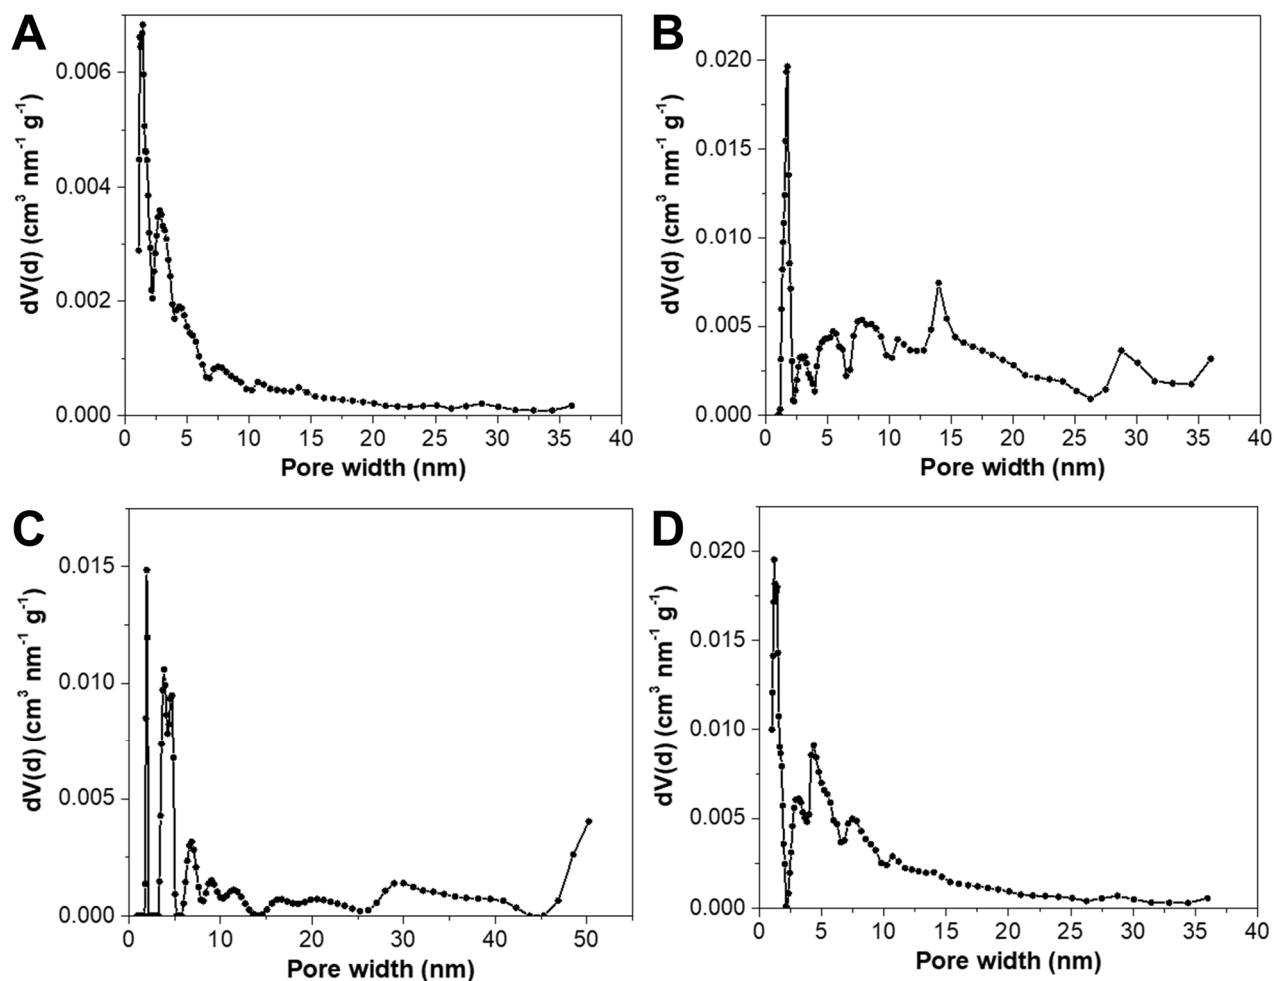 A
dV(d) (cm³ nm⁻¹ g⁻¹)
0.006
0.004
0.002
0.000
0 5 10 15 20 25 30 35 40
Pore width (nm)
B
dV(d) (cm³ nm⁻¹ g⁻¹)
0.020
0.015
0.010
0.005
0.000
0 5 10 15 20 25 30 35 40
Pore width (nm)
C
dV(d) (cm³ nm⁻¹ g⁻¹)
0.015
0.010
0.005
0.000
0 10 20 30 40 50
Pore width (nm)
D
dV(d) (cm³ nm⁻¹ g⁻¹)
0.020
0.015
0.010
0.005
0.000
0 5 10 15 20 25 30 35 40
Pore width (nm)